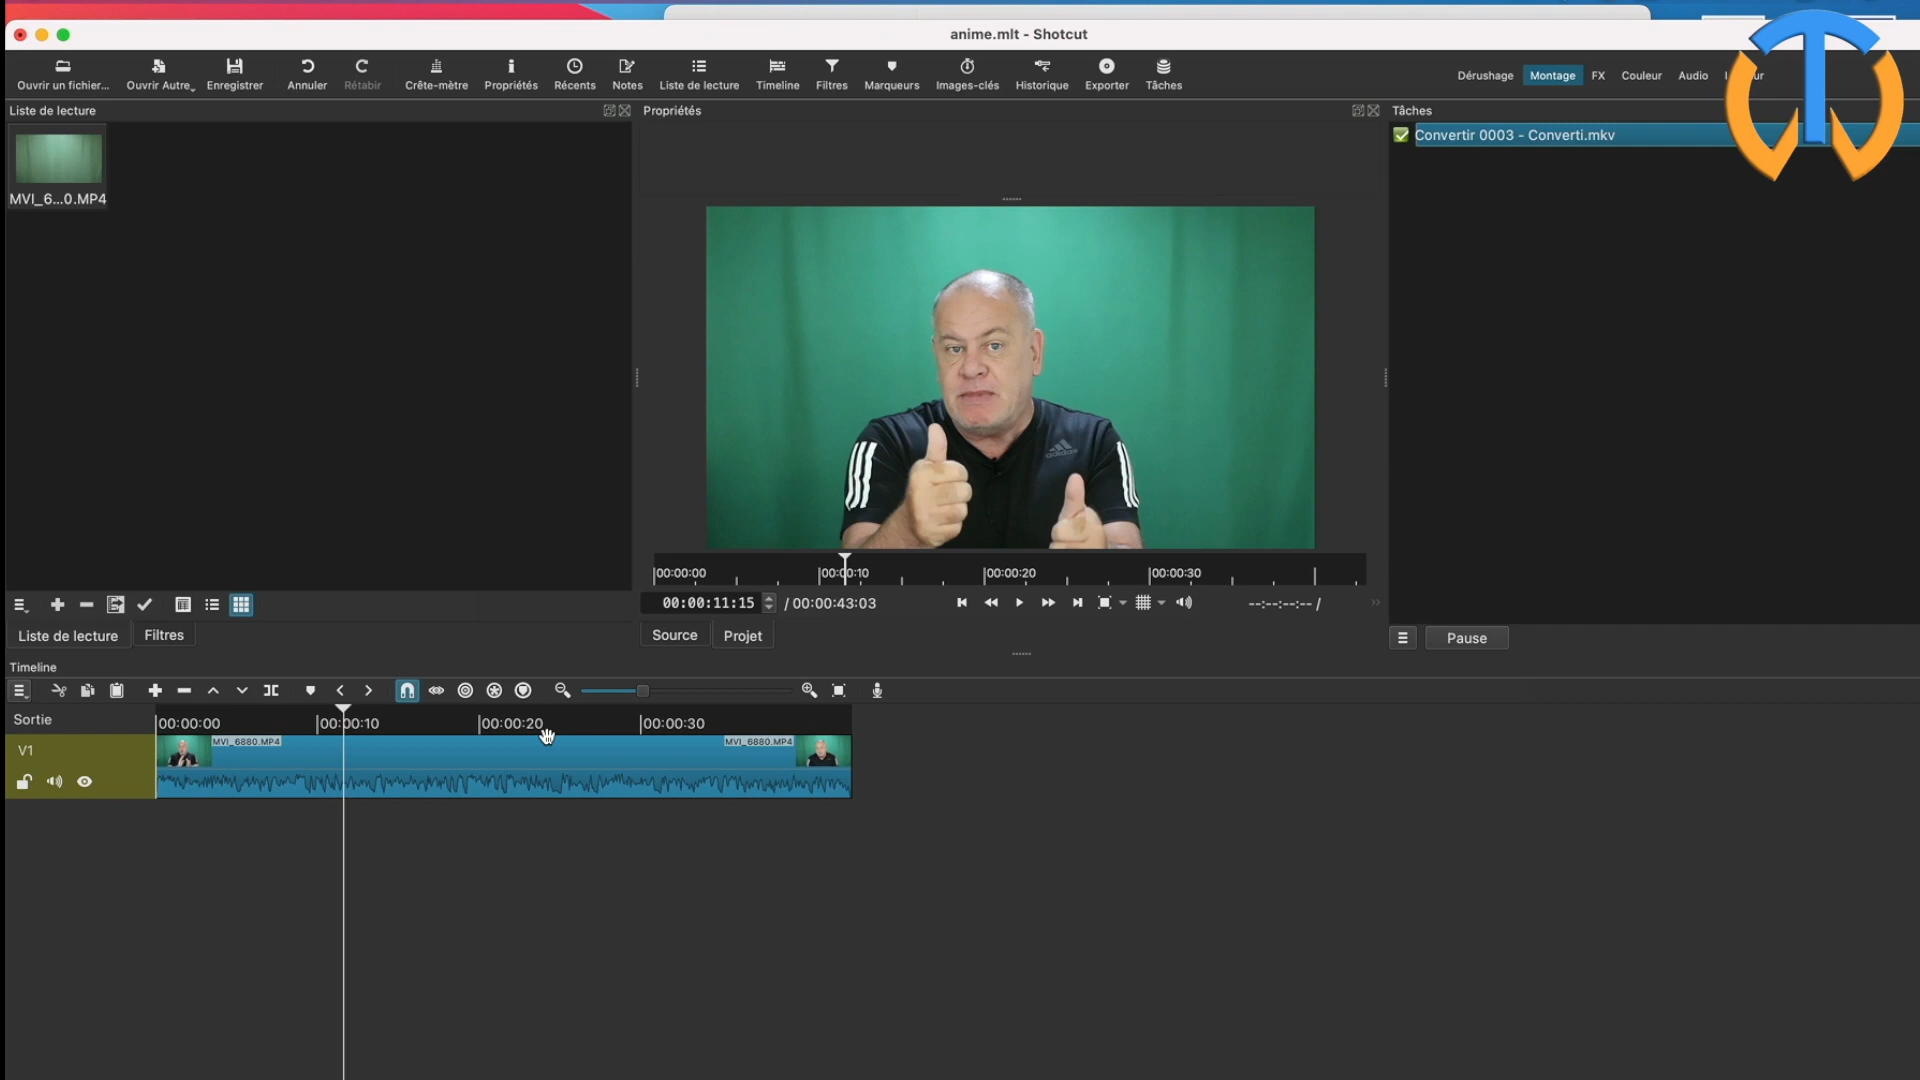 anime.mlt - Shotcut
Ouvrir un fichier... Ouvrir Autre... Enregistrer Annuler Rétabir Crête-mètre Propriétés Récents Notes Liste de lecture Timeline Filtres Marqueurs Images-clés Historique Exporter Tâches
Dérushage Montage FX Couleur Audio
Liste de lecture
Propriétés
Tâches
Convertir 0003 - Converti.mkv
MVI_6...0.MP4
adidas
00:00:00 00:00:10 00:00:20 00:00:30
00:00:11:15 / 00:00:43:03 --:--:--:-- /
Liste de lecture Filtres
Source Projet
Pause
Timeline
Sortie
00:00:00 00:00:10 00:00:20 00:00:30
V1
MVI_6880.MP4 MVI_6880.MP4